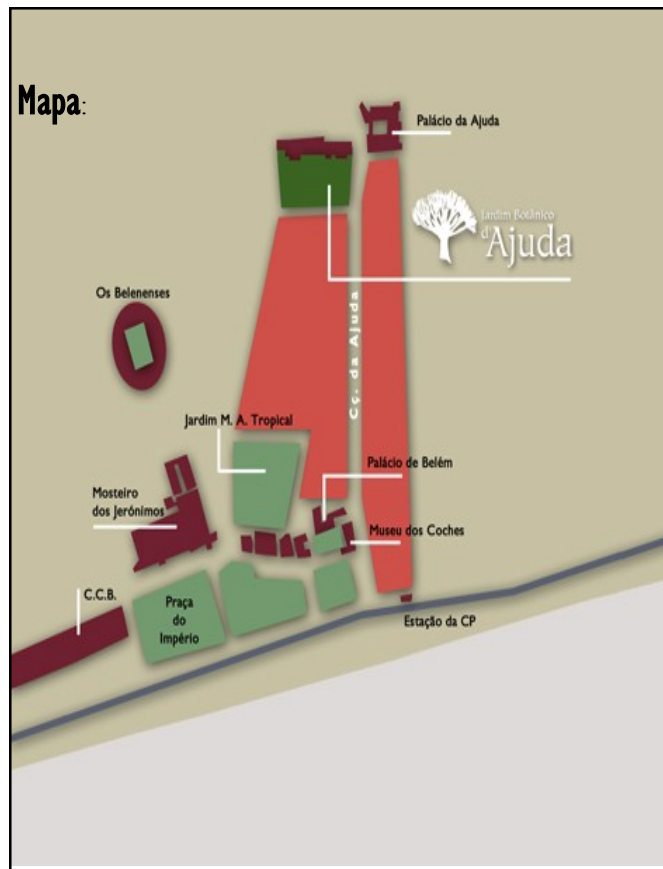 Mapa:
Palácio da Ajuda
Jardim Botânico
d'Ajuda
Os Belenenses
Cç. da Ajuda
Jardim M. A. Tropical
Palácio de Belém
Mosteiro
dos Jerónimos
Museu dos Coches
C.C.B.
Praça
do
Império
Estação da CP